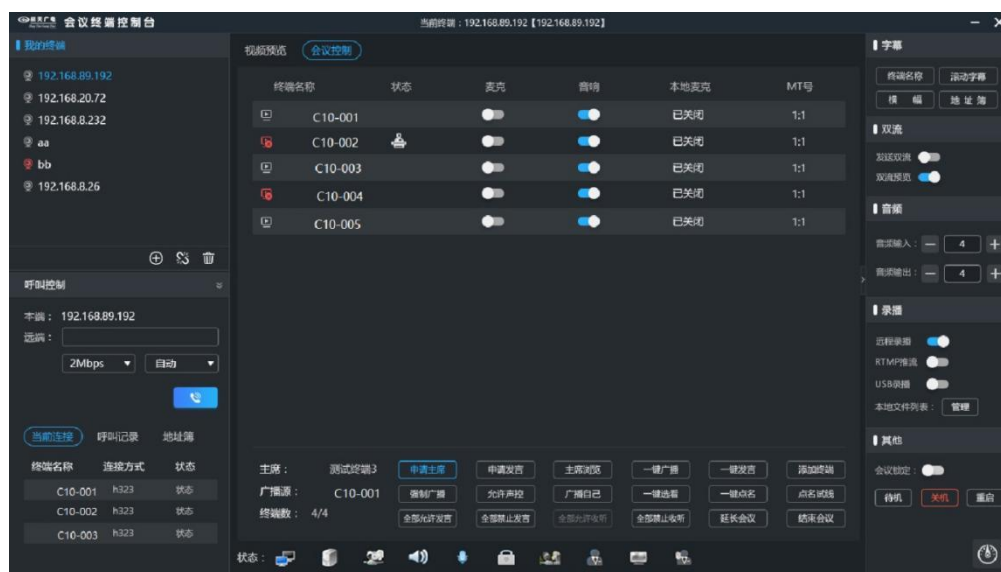 会议终端控制台
当前终端：192.168.89.192【192.168.89.192】
我的终端
192.168.89.192
192.168.20.72
192.168.8.232
aa
bb
192.168.8.26
呼叫控制
本端： 192.168.89.192
远端：
2Mbps 自动
当前连接 呼叫记录 地址簿
终端名称 连接方式 状态
C10-001 h323 状态
C10-002 h323 状态
C10-003 h323 状态
视频预览 会议控制
终端名称 状态 麦克 音响 本地麦克 MT号
C10-001 已关闭 1:1
C10-002 已关闭 1:1
C10-003 已关闭 1:1
C10-004 已关闭 1:1
C10-005 已关闭 1:1
主席： 测试终端3 申请主席 申请发言 主席浏览 一键广播 一键发言 添加终端
广播源： C10-001 强制广播 允许声控 广播自己 一键选看 一键点名 点名试线
终端数： 4/4 全部允许发言 全部禁止发言 全部允许收听 全部禁止收听 延长会议 结束会议
状态：
字幕
终端名称 滚动字幕
横 幅 地 址 簿
双流
发送双流
双流预览
音频
音频输入： 4
音频输出： 4
录播
远程录播
RTMP推流
USB录播
本地文件列表： 管理
其他
会议锁定：
待机 关机 重启